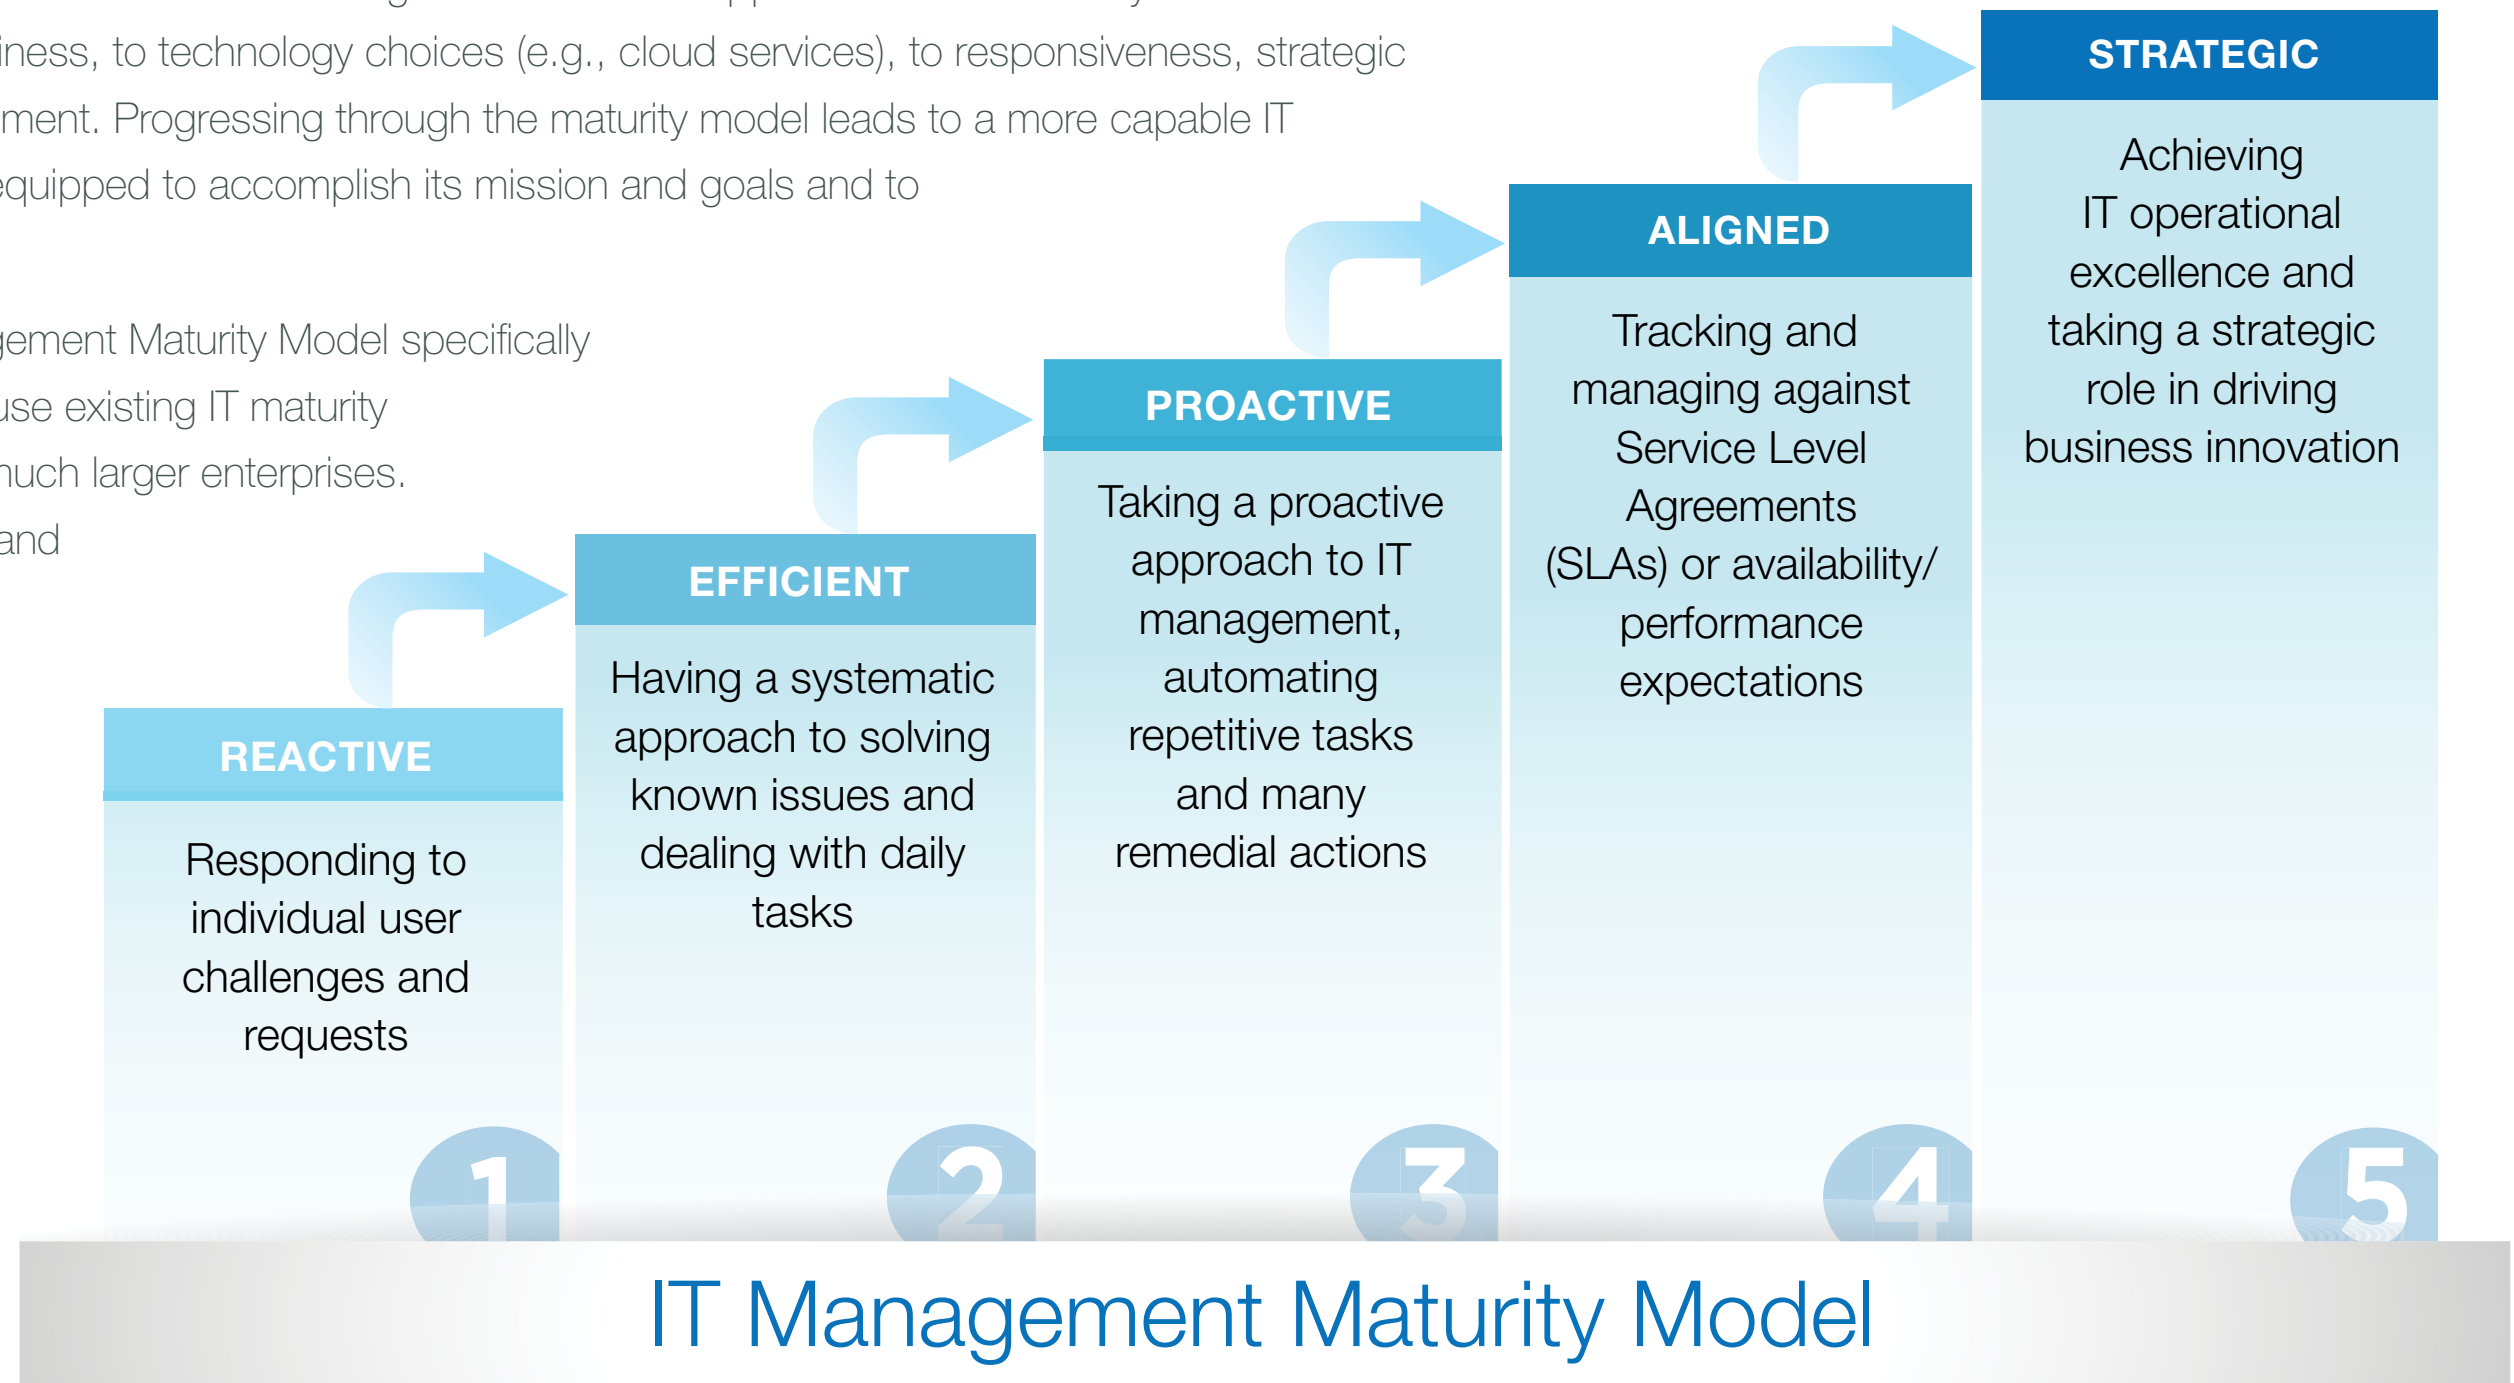 iness, to technology choices (e.g., cloud services), to responsiveness, strategic
ment. Progressing through the maturity model leads to a more capable IT
equipped to accomplish its mission and goals and to
gement Maturity Model specifically
use existing IT maturity
much larger enterprises.
and
REACTIVE
Responding to
individual user
challenges and
requests
1
EFFICIENT
Having a systematic
approach to solving
known issues and
dealing with daily
tasks
2
PROACTIVE
Taking a proactive
approach to IT
management,
automating
repetitive tasks
and many
remedial actions
3
ALIGNED
Tracking and
managing against
Service Level
Agreements
(SLAs) or availability/
performance
expectations
4
STRATEGIC
Achieving
IT operational
excellence and
taking a strategic
role in driving
business innovation
5
IT Management Maturity Model